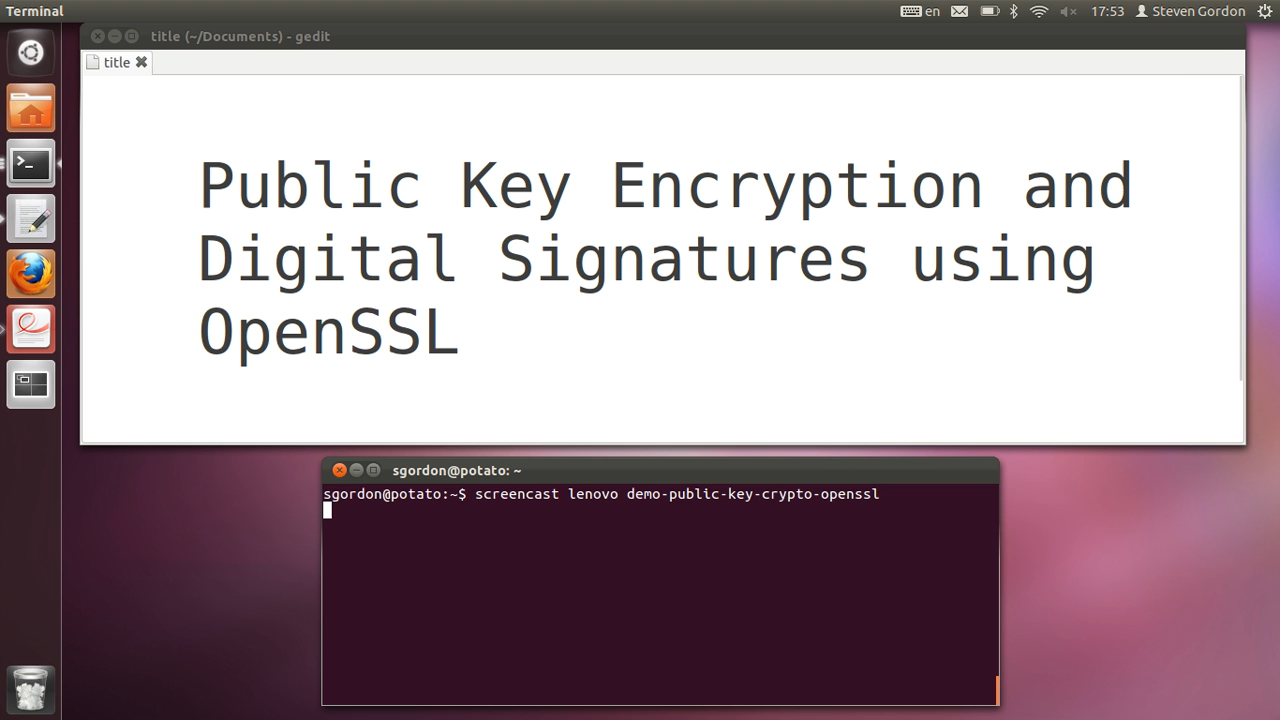 Terminal
en
17:53
Steven Gordon
title (~/Documents) - gedit
title
Public Key Encryption and
Digital Signatures using
OpenSSL
sgordon@potato: ~
sgordon@potato:~$ screencast lenovo demo-public-key-crypto-openssl